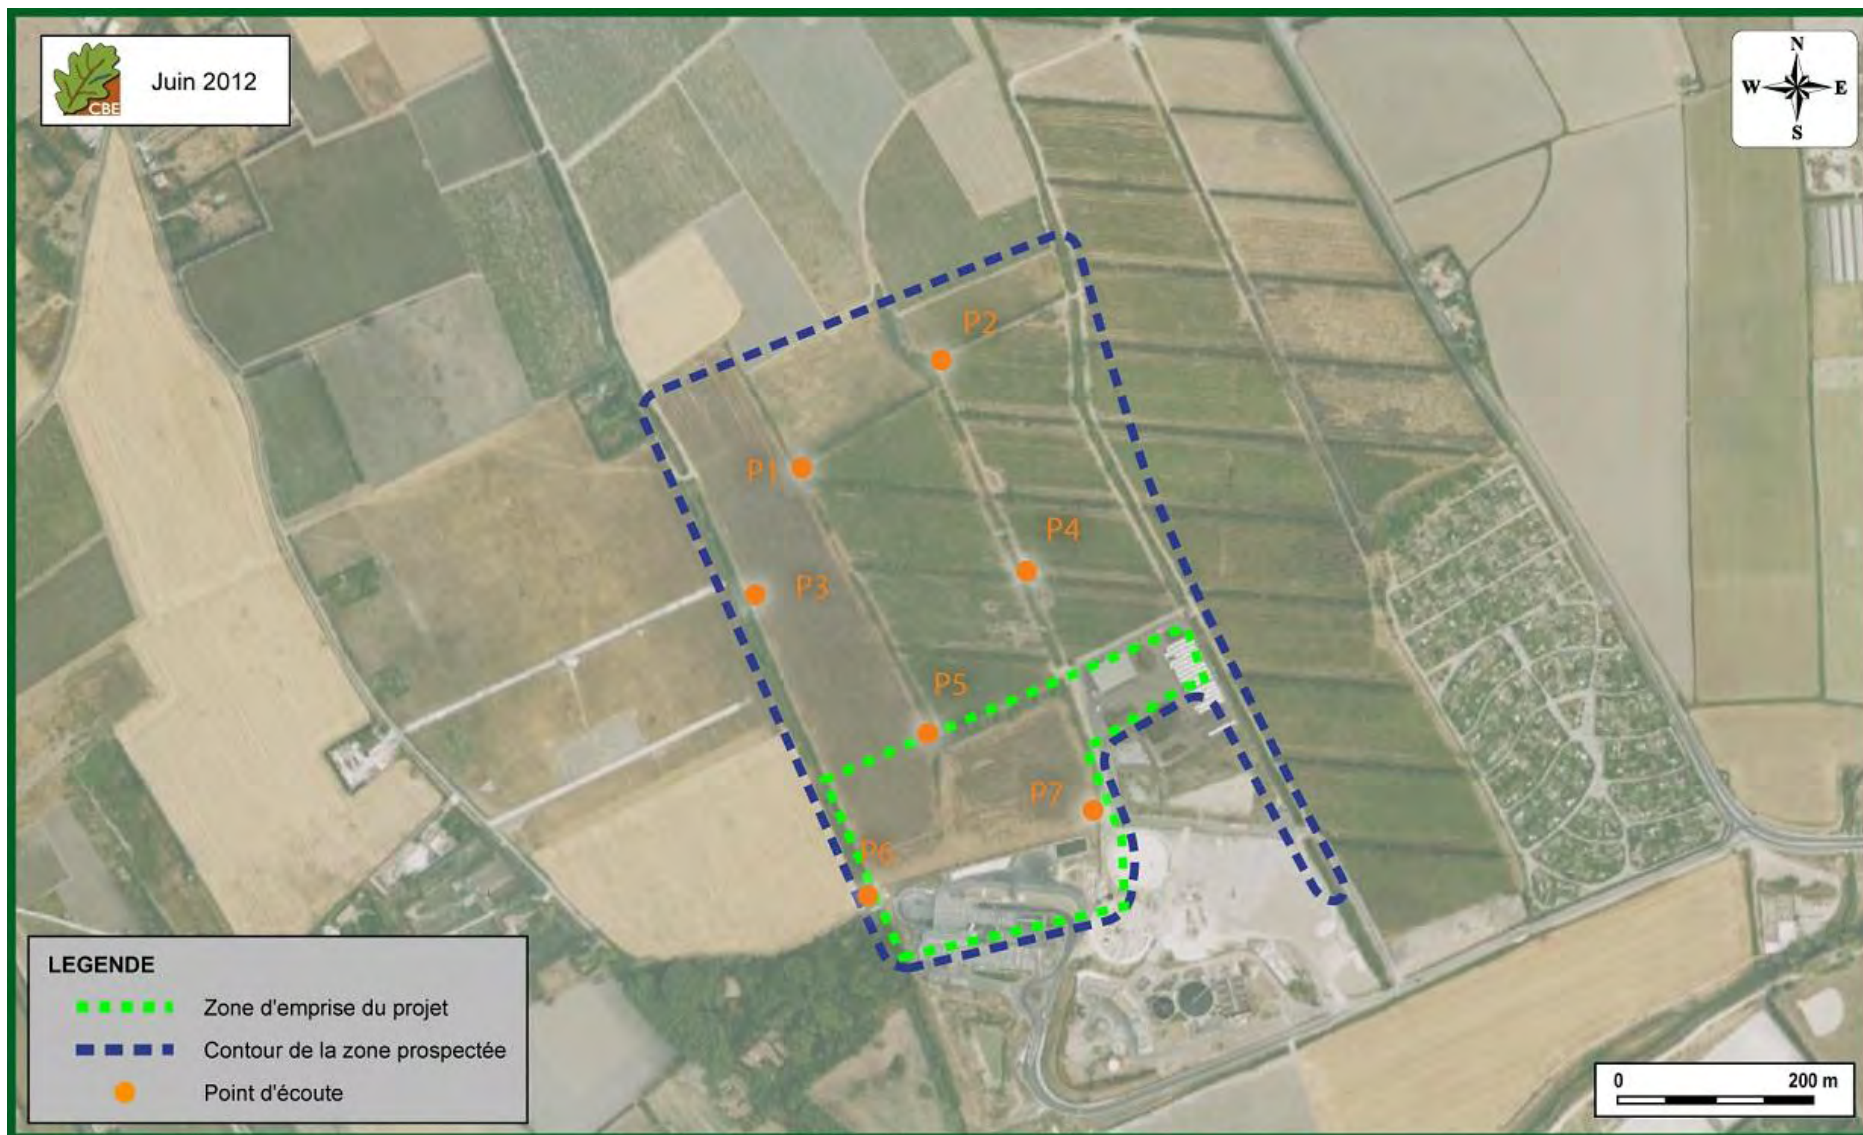 CBE
Juin 2012
N
W E
S
P2
P1
P4
P3
P5
P7
P6
LEGENDE
Zone d'emprise du projet
Contour de la zone prospectée
Point d'écoute
0 200 m